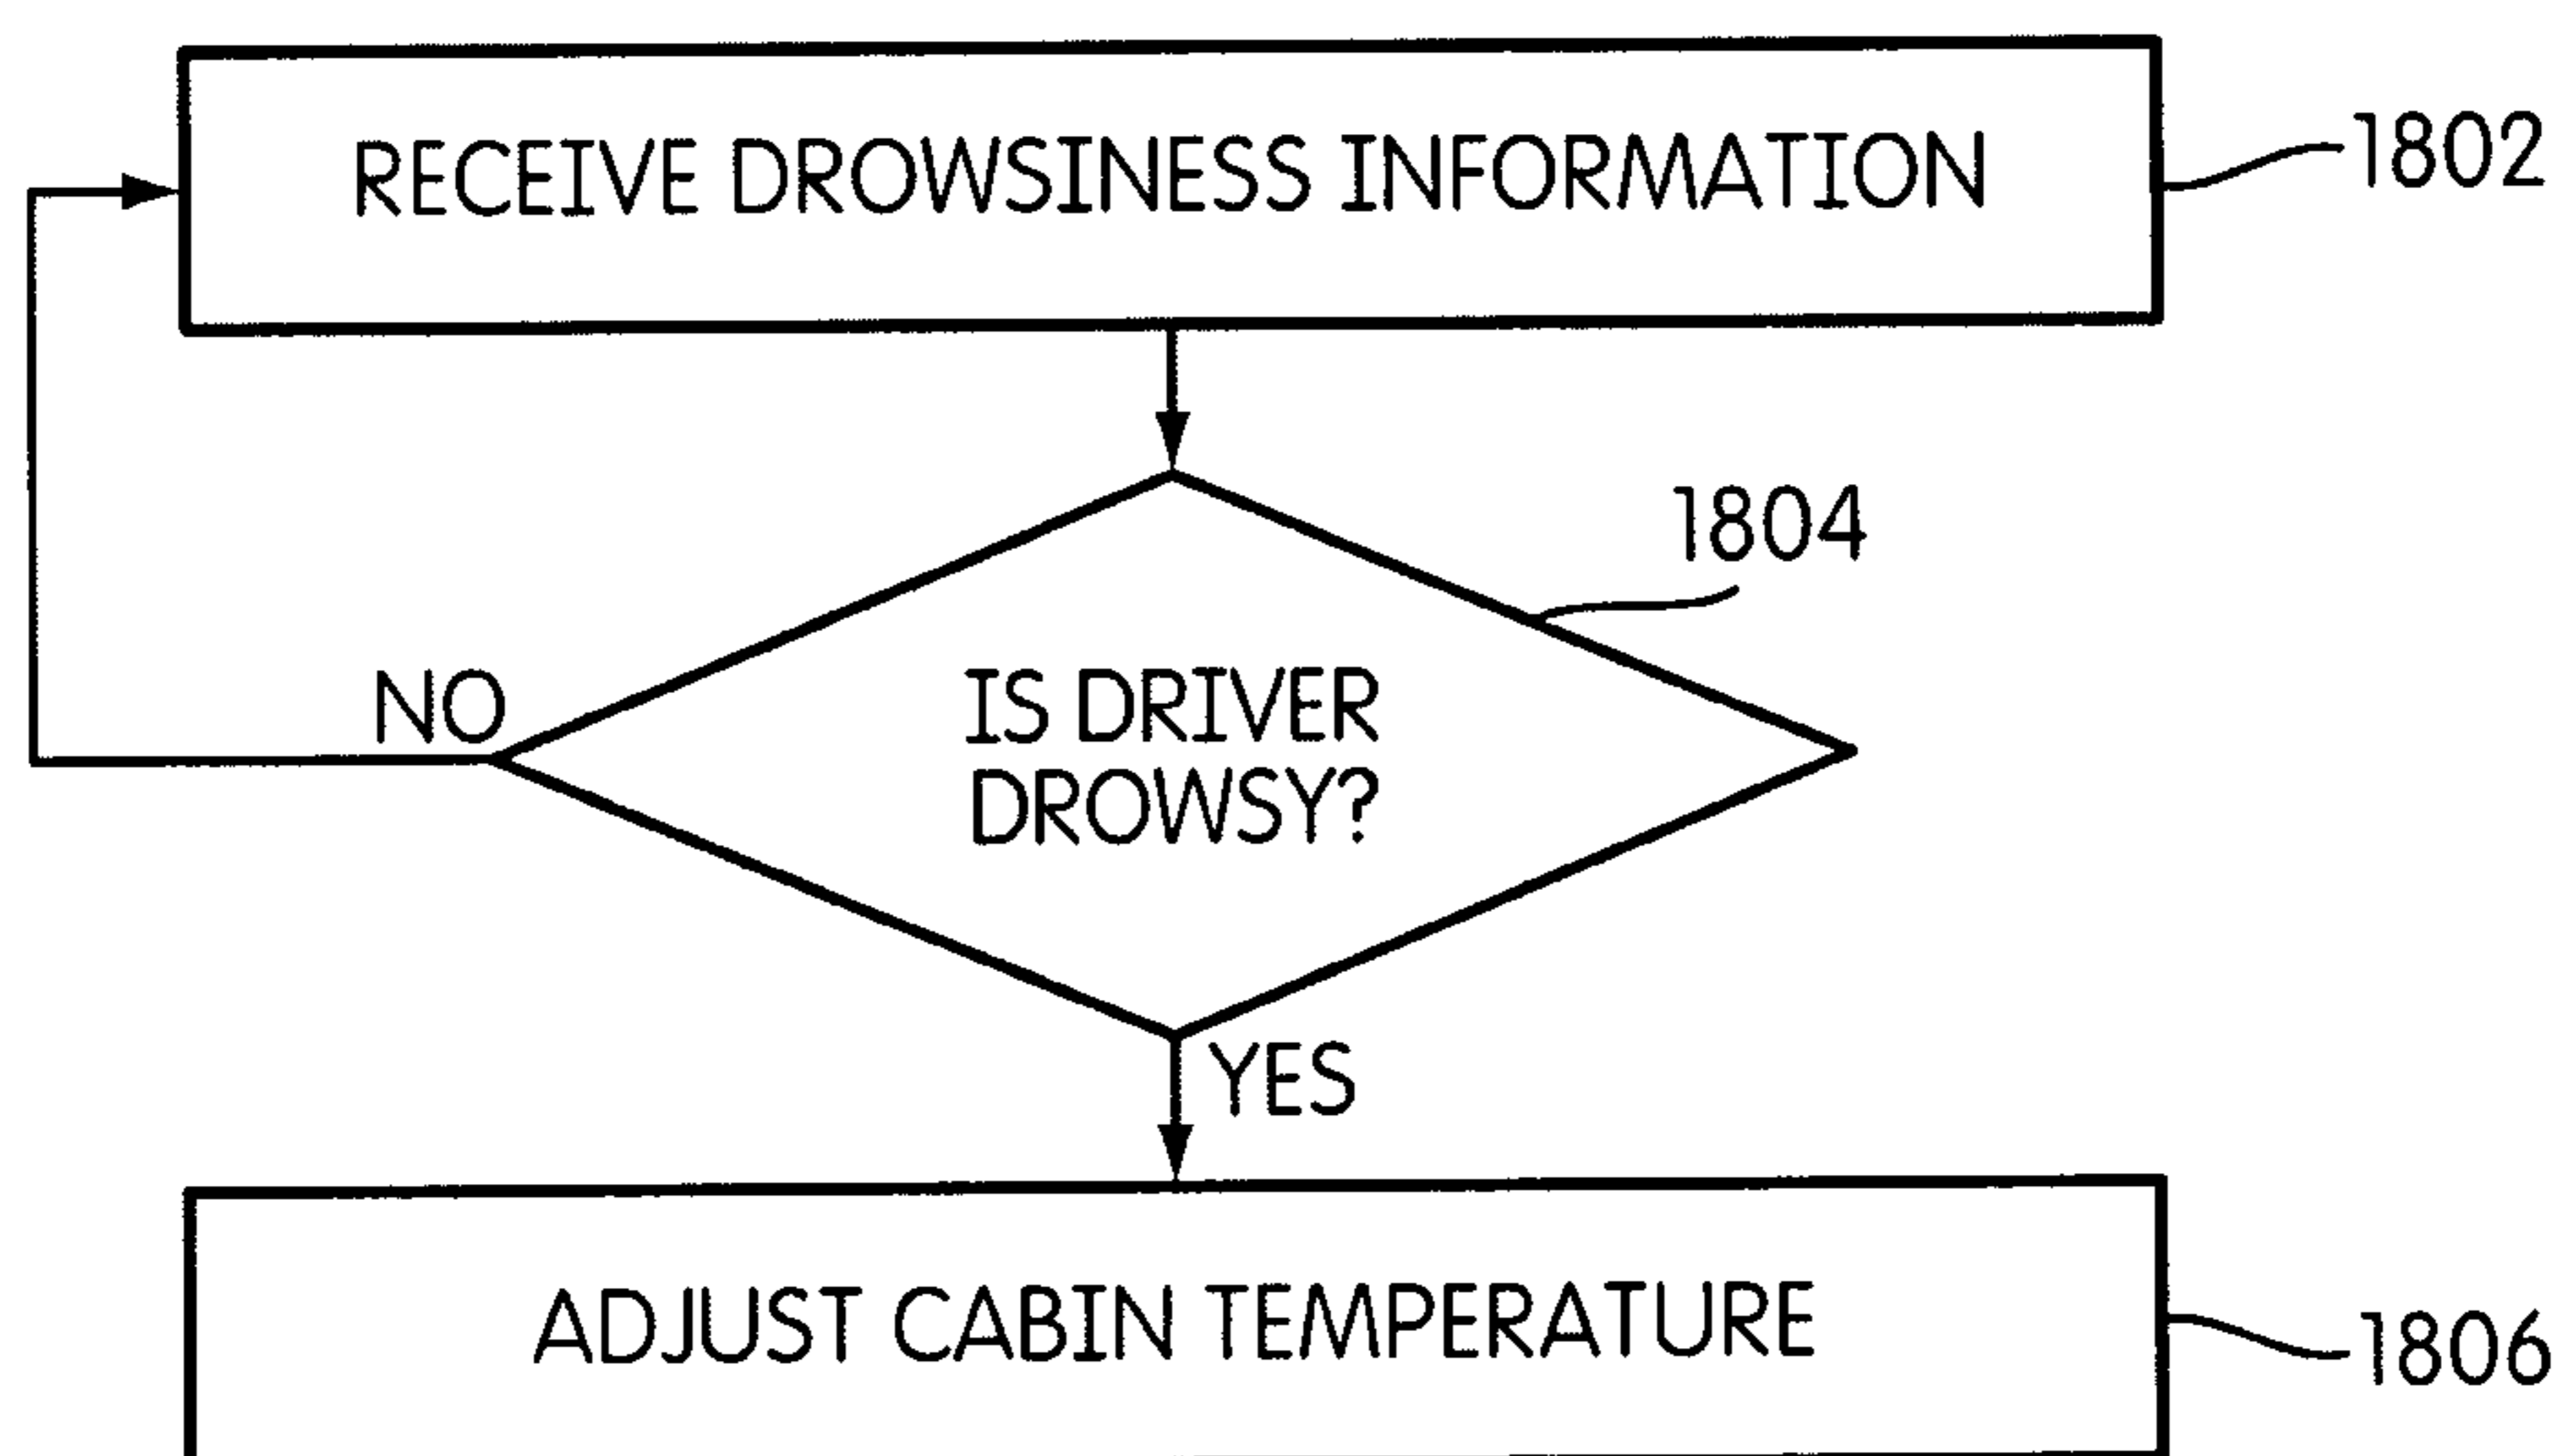 RECEIVE DROWSINESS INFORMATION
1802
1804
IS DRIVER
DROWSY?
NO
YES
ADJUST CABIN TEMPERATURE
1806